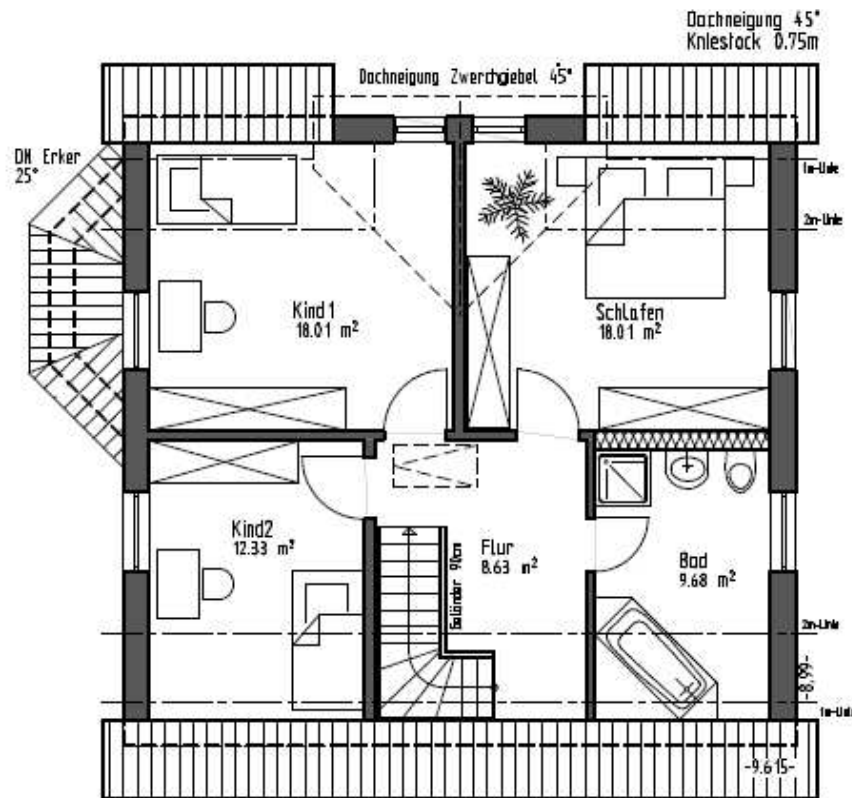 Dachneigung 45°
Kniestock 0.75m
Dachneigung Zwerchgiebel 45°
DN Erker
25°
1m-Linie
2m-Linie
Kind1
18.01 m²
Schlafen
18.01 m²
Kind2
12.33 m²
Geländer 90cm
Flur
8.63 m²
Bad
9.68 m²
2m-Linie
-8.99-
1m-Linie
-9.615-